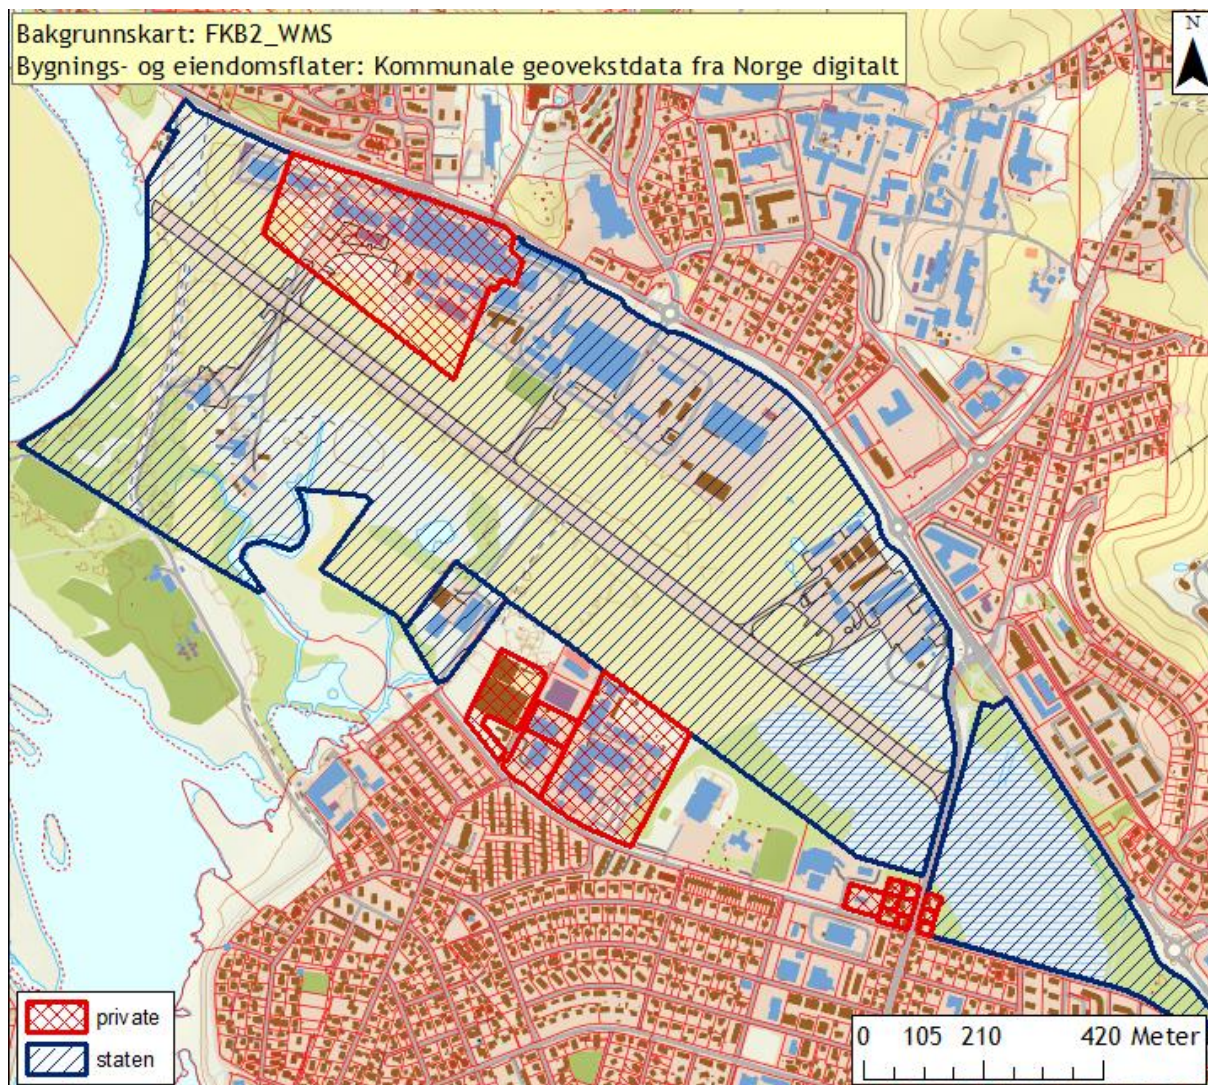 Bakgrunnskart: FKB2_WMS
Bygnings- og eiendomsflater: Kommunale geovekstdata fra Norge digitalt
N
private
staten
0 105 210 420 Meter